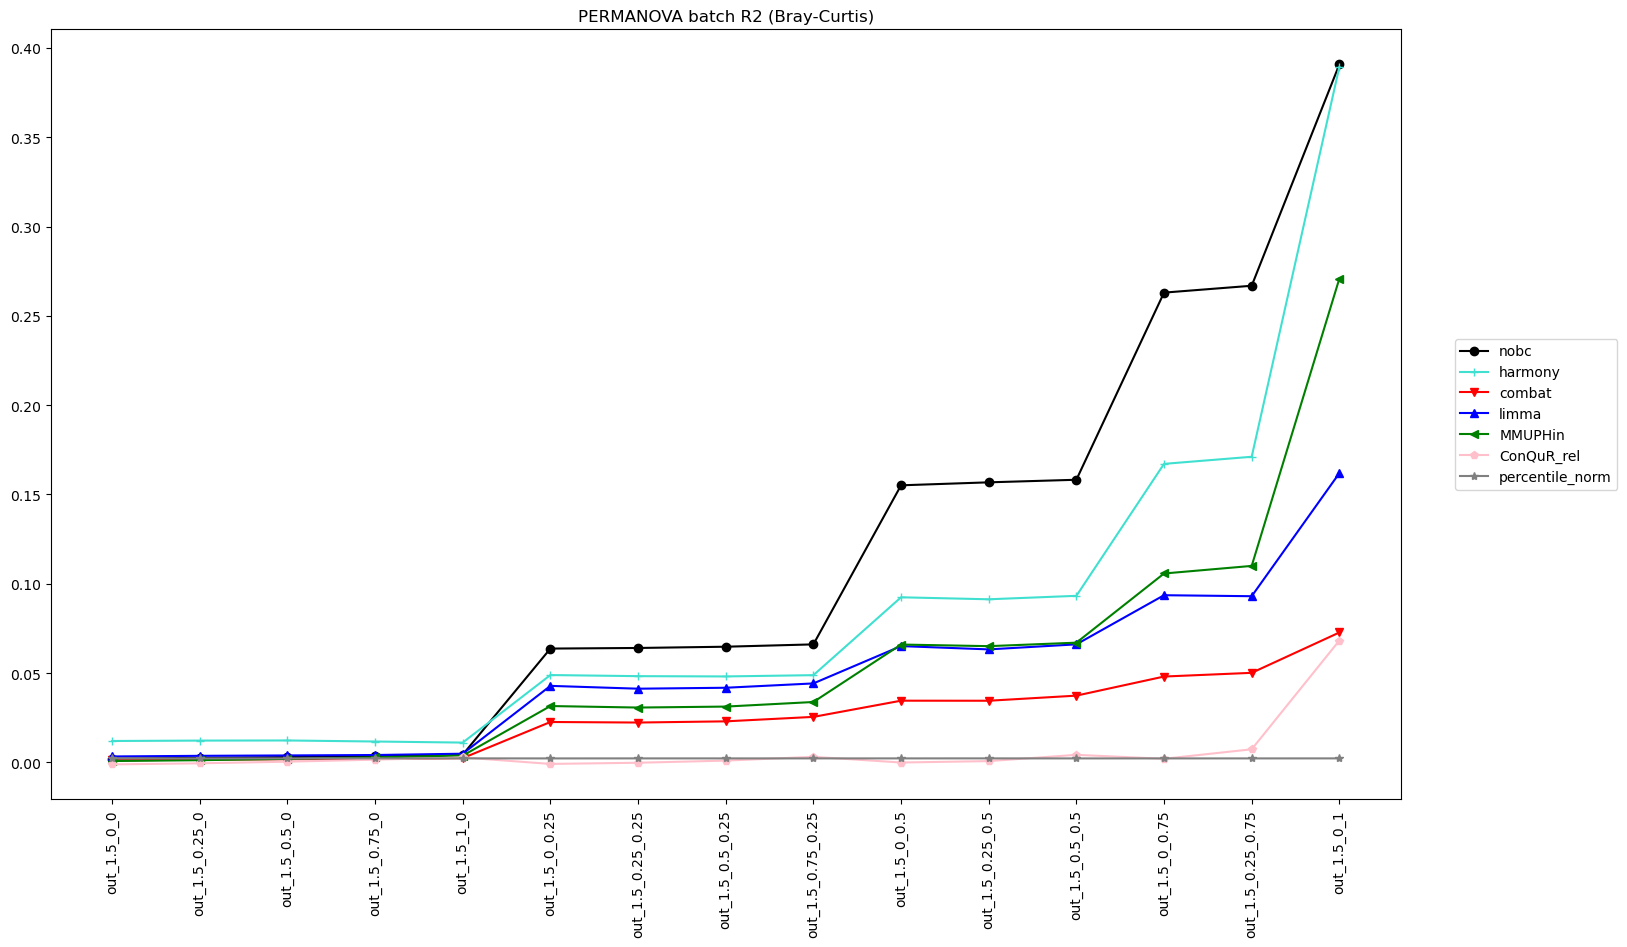 PERMANOVA batch R2 (Bray-Curtis)
0.40
0.35
0.30
0.25
0.20
0.15
0.10
0.05
0.00
nobc
harmony
combat
limma
MMUPHin
ConQuR_rel
percentile_norm
out_1.5_0_0
out_1.5_0.25_0
out_1.5_0.5_0
out_1.5_0.75_0
out_1.5_1_0
out_1.5_0_0.25
out_1.5_0.25_0.25
out_1.5_0.5_0.25
out_1.5_0.75_0.25
out_1.5_0_0.5
out_1.5_0.25_0.5
out_1.5_0.5_0.5
out_1.5_0_0.75
out_1.5_0.25_0.75
out_1.5_0_1